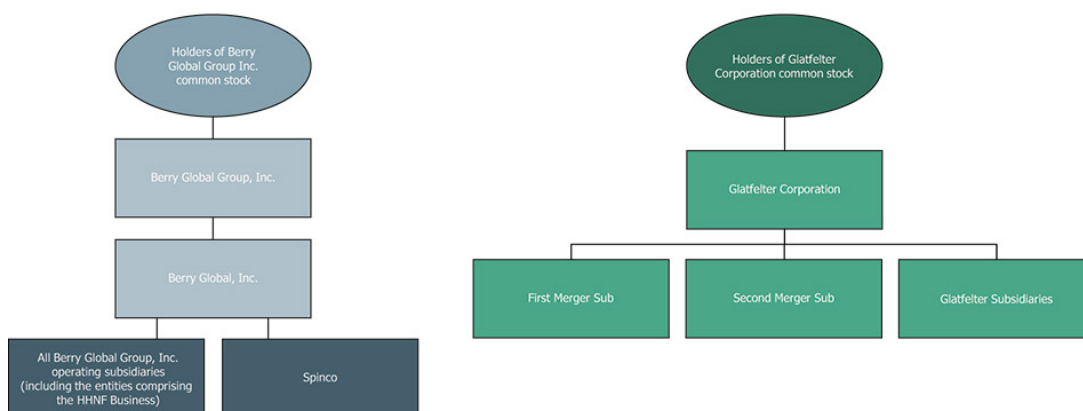 Holders of Berry
Global Group Inc.
common stock
Berry Global Group, Inc.
Berry Global, Inc.
All Berry Global Group, Inc.
operating subsidiaries
(including the entities comprising
the HHNF Business)
Spinco
Holders of Glatfelter
Corporation common stock
Glatfelter Corporation
First Merger Sub
Second Merger Sub
Glatfelter Subsidiaries